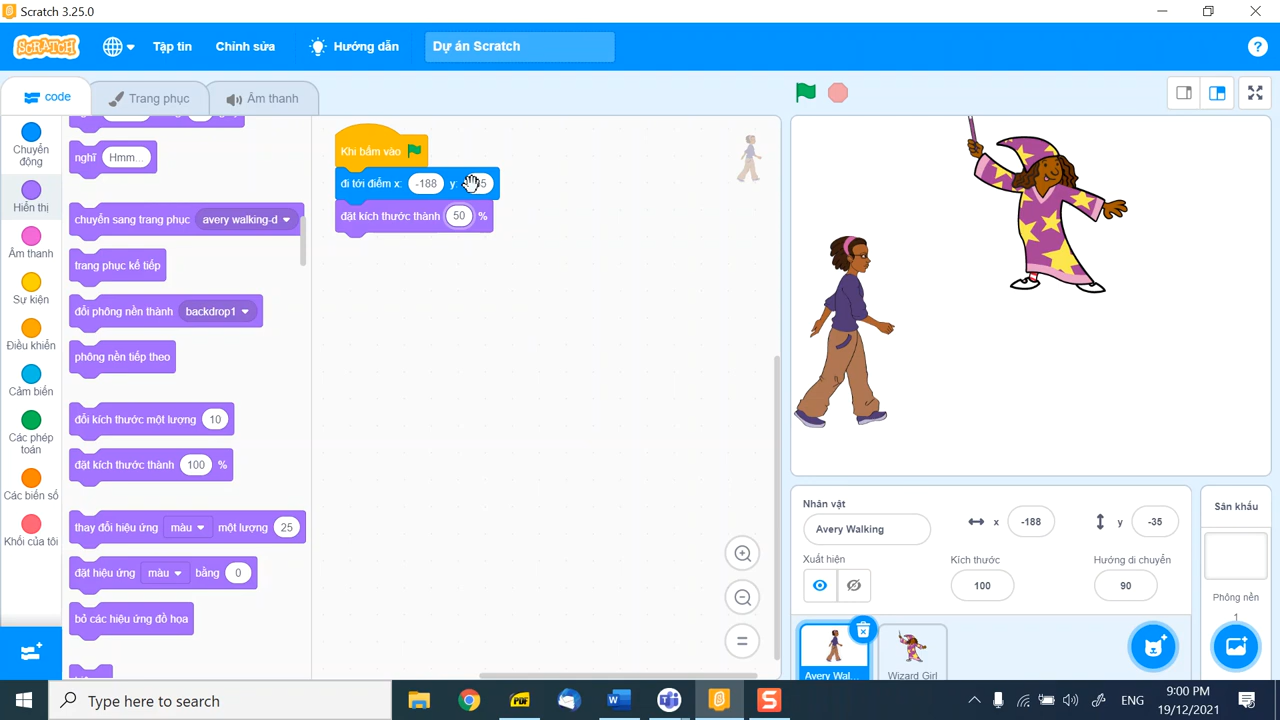 Scratch 3.25.0
SCRATCH
Tập tin
Chỉnh sửa
Hướng dẫn
Dự án Scratch
?
code
Trang phục
Âm thanh
Chuyển động
Hiển thị
Âm thanh
Sự kiện
Điều khiển
Cảm biến
Các phép toán
Các biến số
Khối của tôi
nghĩ Hmm...
chuyển sang trang phục avery walking-d
trang phục kế tiếp
đổi phông nền thành backdrop1
phông nền tiếp theo
đổi kích thước một lượng 10
đặt kích thước thành 100 %
thay đổi hiệu ứng màu một lượng 25
đặt hiệu ứng màu bằng 0
bỏ các hiệu ứng đồ họa
Khi bấm vào
đi tới điểm x: -188 y:
đặt kích thước thành 50 %
Nhân vật
Avery Walking
x -188
y -35
Xuất hiện
Kích thước
100
Hướng di chuyển
90
Avery Wal...
Wizard Girl
Sân khấu
Phông nền
1
Type here to search
PDF
ENG
9:00 PM
19/12/2021